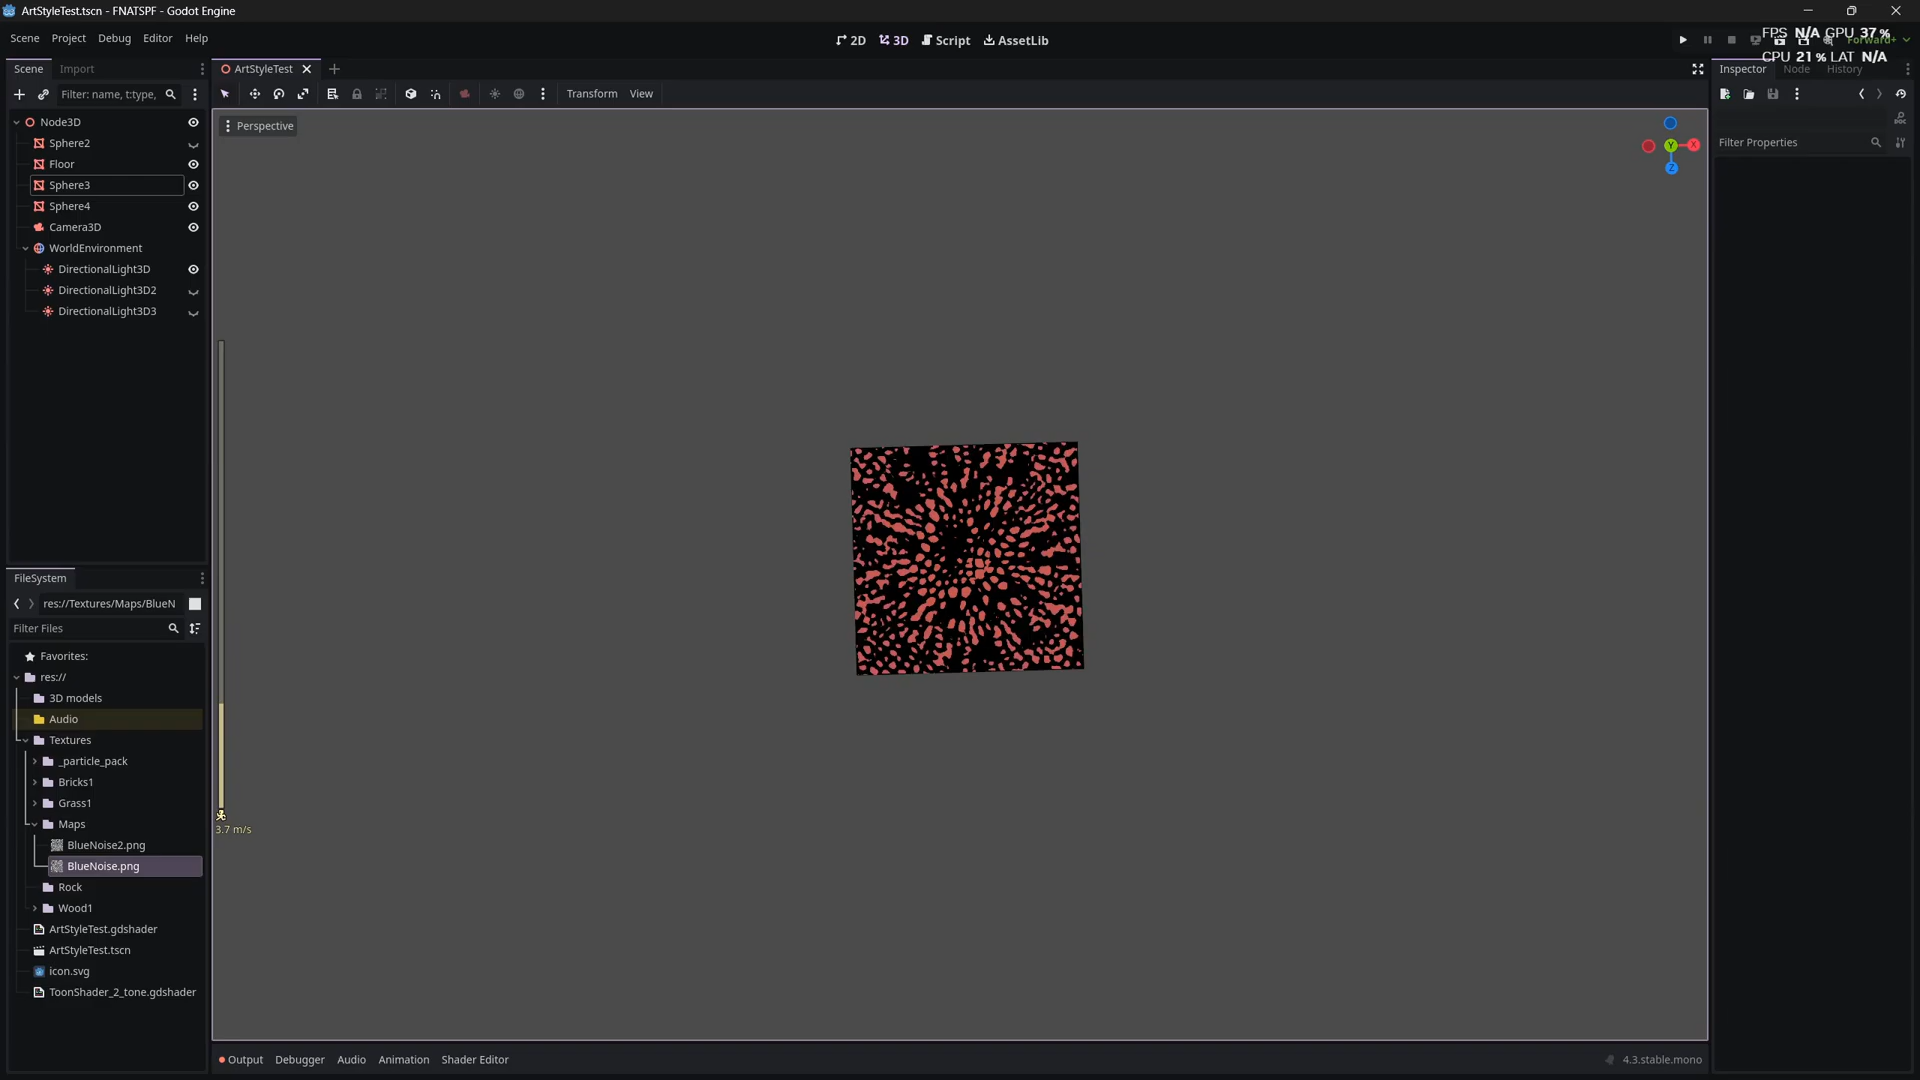 ArtStyleTest.tscn - FNATSPF - Godot Engine
Scene Project Debug Editor Help
2D 3D Script AssetLib
FPS N/A GPU 37 %
Forward+
CPU 21 % LAT N/A
Scene Import
ArtStyleTest
Inspector Node History
Filter: name, t:type,
Transform View
Perspective
Y X
Z
Filter Properties
DOC
Node3D
Sphere2
Floor
Sphere3
Sphere4
Camera3D
WorldEnvironment
DirectionalLight3D
DirectionalLight3D2
DirectionalLight3D3
3.7 m/s
FileSystem
res://Textures/Maps/BlueN
Filter Files
Favorites:
res://
3D models
Audio
Textures
_particle_pack
Bricks1
Grass1
Maps
BlueNoise2.png
BlueNoise.png
Rock
Wood1
ArtStyleTest.gdshader
ArtStyleTest.tscn
icon.svg
ToonShader_2_tone.gdshader
Output Debugger Audio Animation Shader Editor
4.3.stable.mono